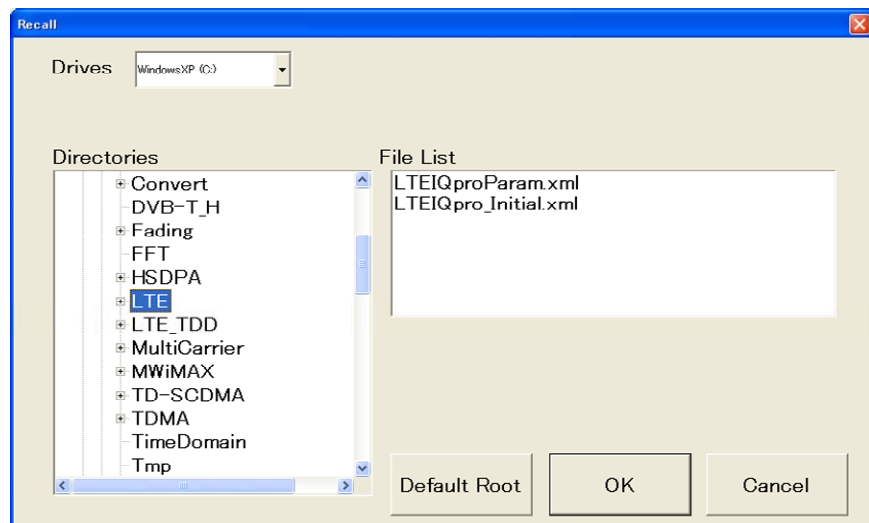 Recall
Drives WindowsXP (C:)
Directories
File List
Convert
DVB-T_H
Fading
FFT
HSDPA
LTE
LTE_TDD
MultiCarrier
MWiMAX
TD-SCDMA
TDMA
TimeDomain
Tmp
LTEIQproParam.xml
LTEIQpro_Initial.xml
Default Root
OK
Cancel